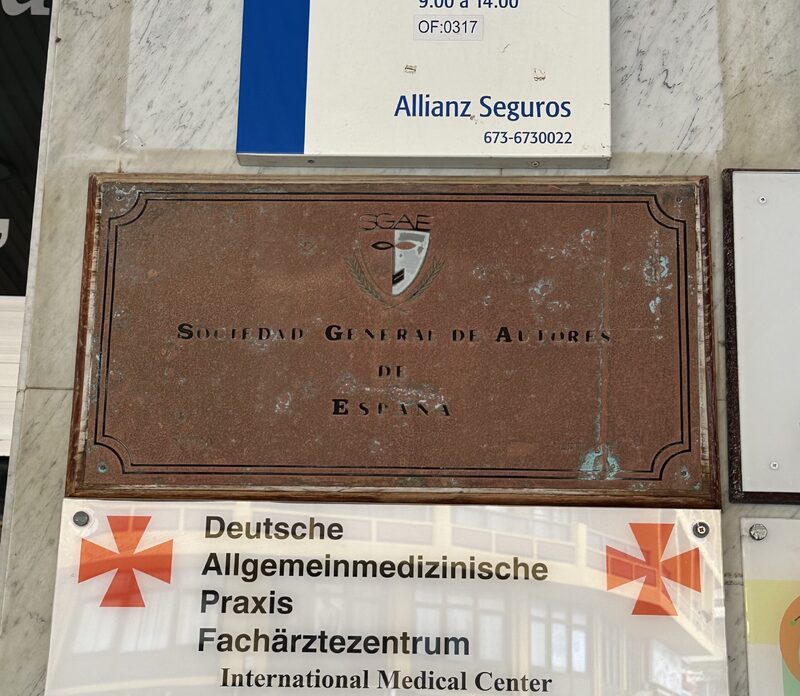 9:00 a 14:00
OF:0317
Allianz Seguros
673-6730022
SGAE
SOCIEDAD GENERAL DE AUTORES
DE
ESPAÑA
Deutsche
Allgemeinmedizinische
Praxis
Fachärztezentrum
International Medical Center